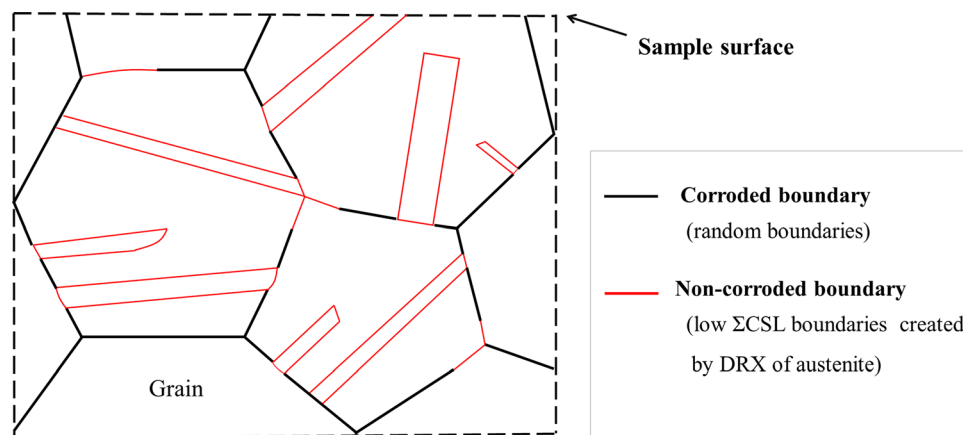 Sample surface
Corroded boundary
(random boundaries)
Non-corroded boundary
(low ΣCSL boundaries created
by DRX of austenite)
Grain